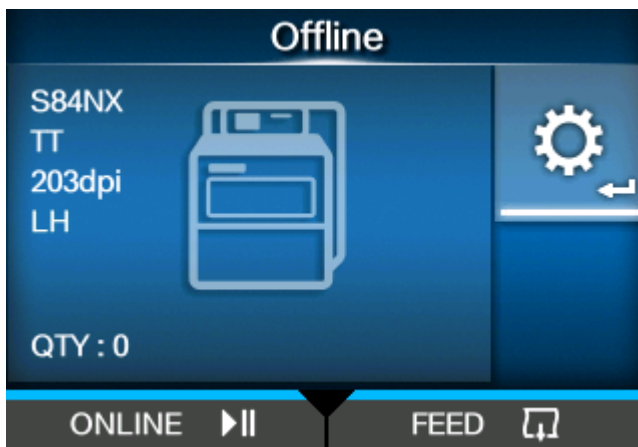 Offline
S84NX
TT
203dpi
LH
QTY : 0
ONLINE
FEED